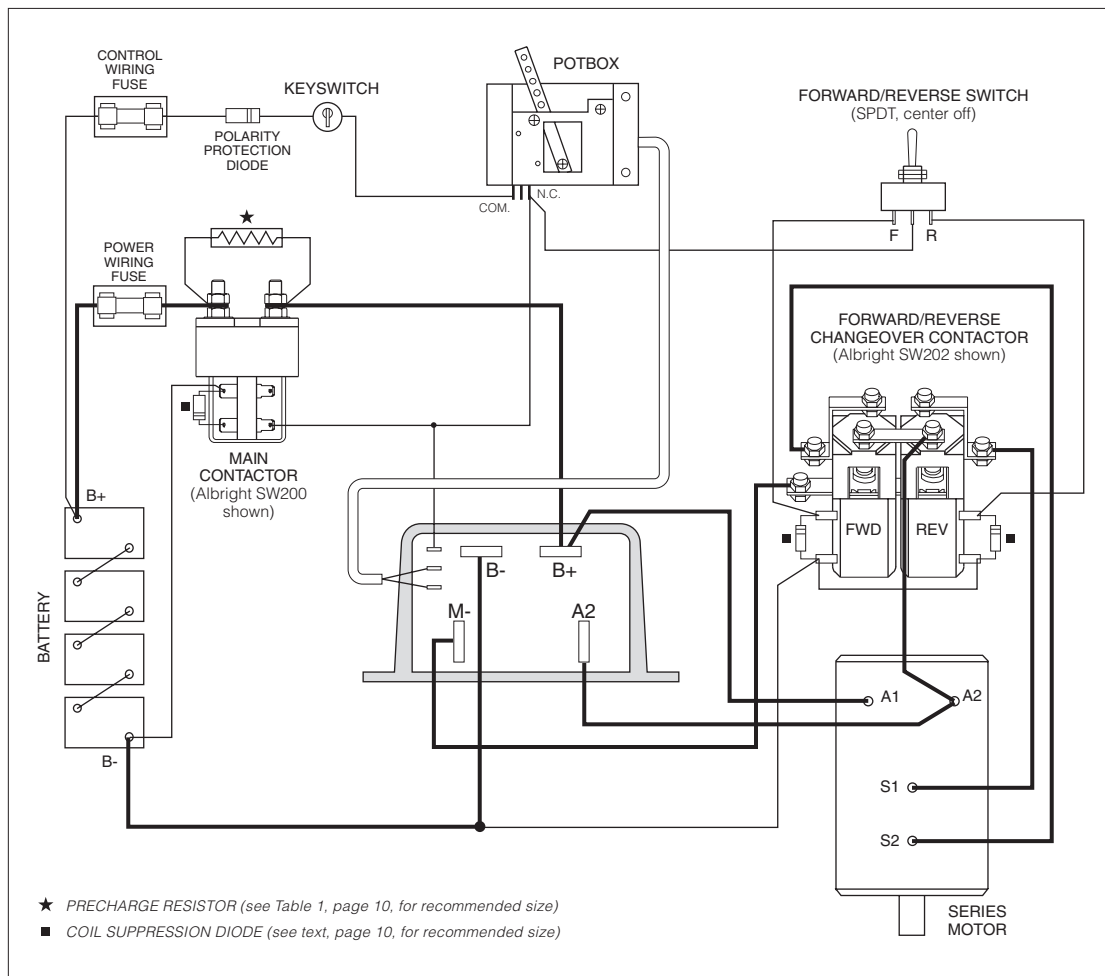 CONTROL
WIRING
FUSE
KEYSWITCH
POLARITY
PROTECTION
DIODE
POTBOX
COM.
N.C.
FORWARD/REVERSE SWITCH
(SPDT, center off)
F
R
★
POWER
WIRING
FUSE
MAIN
CONTACTOR
(Albright SW200
shown)
FORWARD/REVERSE
CHANGEOVER CONTACTOR
(Albright SW202 shown)
FWD
REV
B+
BATTERY
B-
B-
B+
M-
A2
A1
A2
S1
S2
SERIES
MOTOR
★ PRECHARGE RESISTOR (see Table 1, page 10, for recommended size)
■ COIL SUPPRESSION DIODE (see text, page 10, for recommended size)